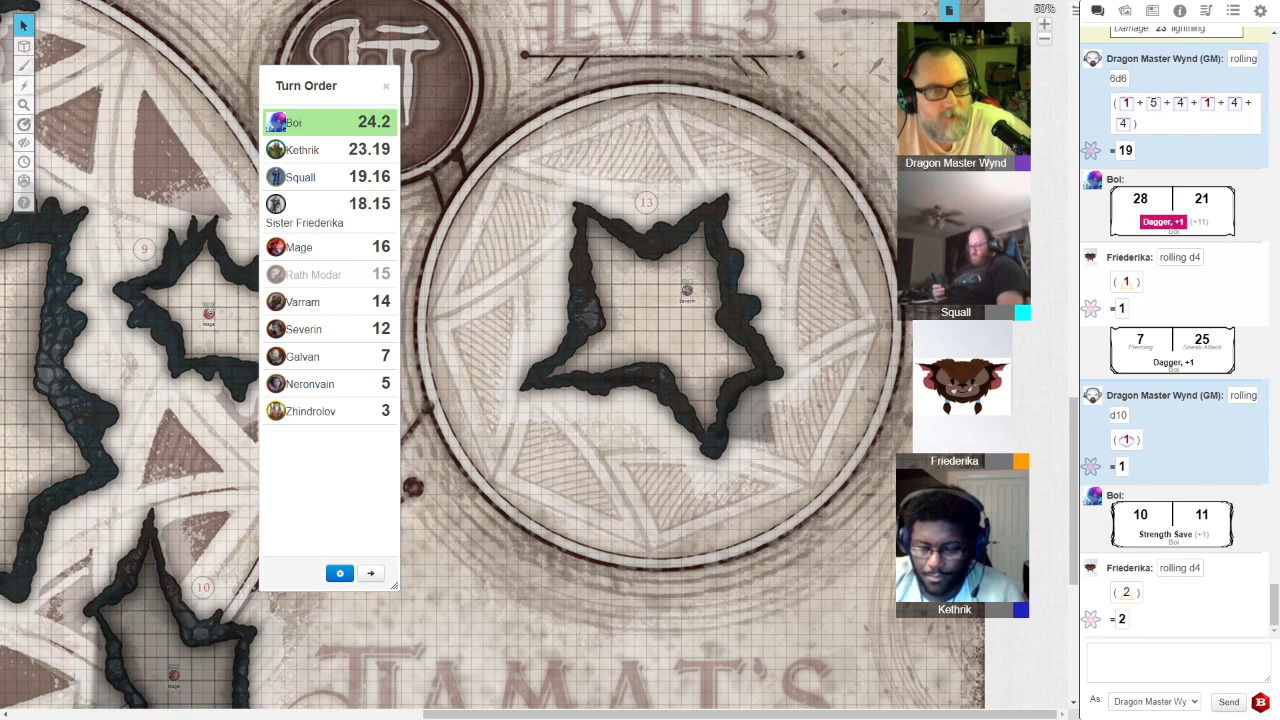 LEVEL 3
50%
Turn Order
×
Boi 24.2
Kethrik 23.19
Squall 19.16
18.15
Sister Friederika
Mage 16
Rath Modar 15
Varram 14
Severin 12
Galvan 7
Neronvain 5
Zhindrolov 3
9
10
13
Mage
Severin
Mage
TIAMAT'S
Dragon Master Wynd
Squall
Friederika
Kethrik
Damage: 23 lightning
Dragon Master Wynd (GM): rolling
6d6
( 1 + 5 + 4 + 1 + 4 +
4 )
= 19
Boi:
28 21
Dagger, +1 (+11)
Boi
Friederika: rolling d4
( 1 )
= 1
7 25
Piercing Sneak Attack
Dagger, +1
Boi
Dragon Master Wynd (GM): rolling
d10
( 1 )
= 1
Boi:
10 11
Strength Save (+1)
Boi
Friederika: rolling d4
( 2 )
= 2
As: Dragon Master Wy Send